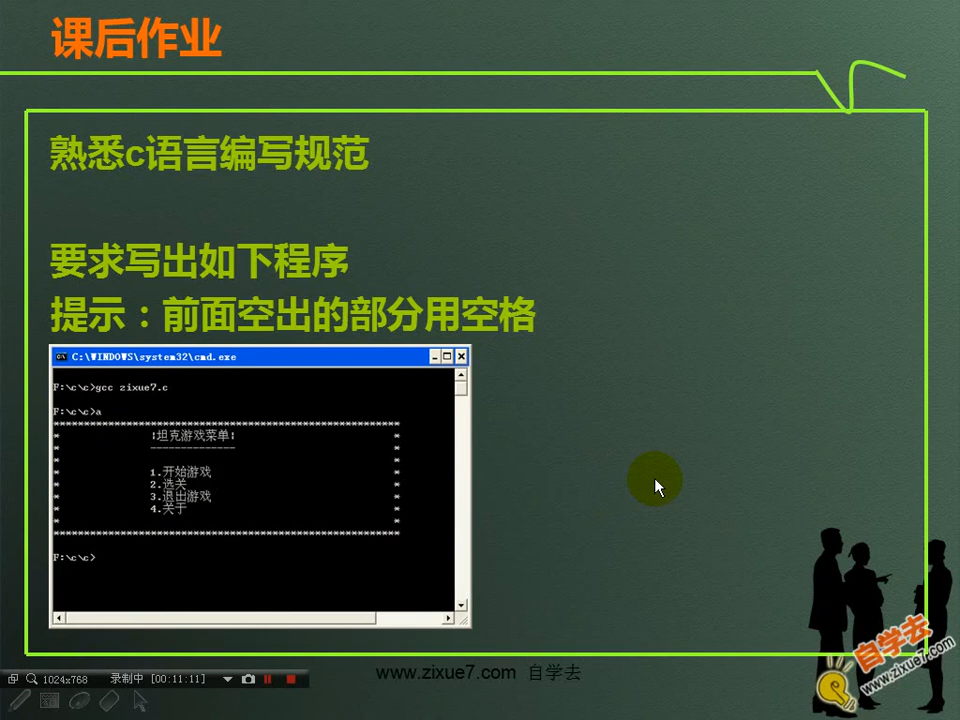 课后作业
熟悉c语言编写规范
要求写出如下程序
提示：前面空出的部分用空格
C:\WINDOWS\system32\cmd.exe
F:\c\c>gcc zixue7.c
F:\c\c>a
**********************************************************
* |坦克游戏菜单| *
* -------------- *
* *
* 1.开始游戏 *
* 2.选关 *
* 3.退出游戏 *
* 4.关于 *
* *
**********************************************************
F:\c\c>
自学去
www.zixue7.com
www.zixue7.com 自学去
1024x768 录制中 [00:11:11]